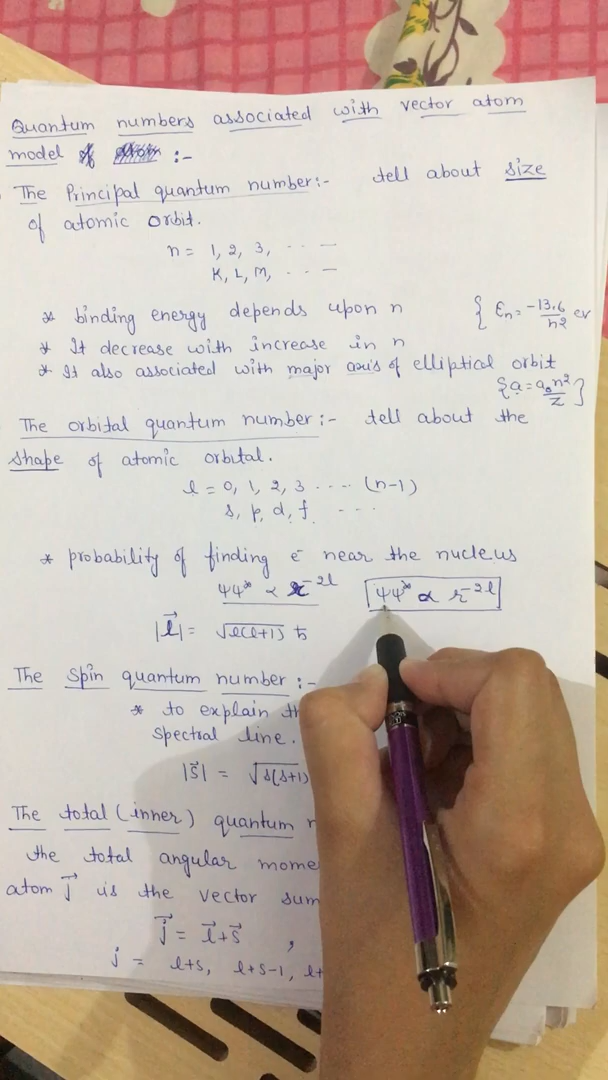 Quantum numbers associated with vector atom
model of :-
The Principal quantum number:- tell about size
of atomic orbit.
n = 1, 2, 3, ... —
K, L, M, ... —
* binding energy depends upon n { En = -13.6/n² ev
* It decrease with increase in n
* It also associated with major axis of elliptical orbit
{a = a₀n²/Z}
The orbital quantum number:- tell about the
shape of atomic orbital.
l = 0, 1, 2, 3 .... (n-1)
s, p, d, f. ...
* probability of finding e⁻ near the nucleus
ψψ* ∝ r⁻²ˡ ψψ* ∝ r⁻²ˡ
|l⃗| = √l(l+1) ħ
The spin quantum number :-
* to explain th
spectral line.
|s⃗| = √s(s+1)
The total (inner) quantum n
the total angular mome
atom J⃗ is the vector sum
J⃗ = l⃗+s⃗ ,
j = l+s, l+s-1, l+